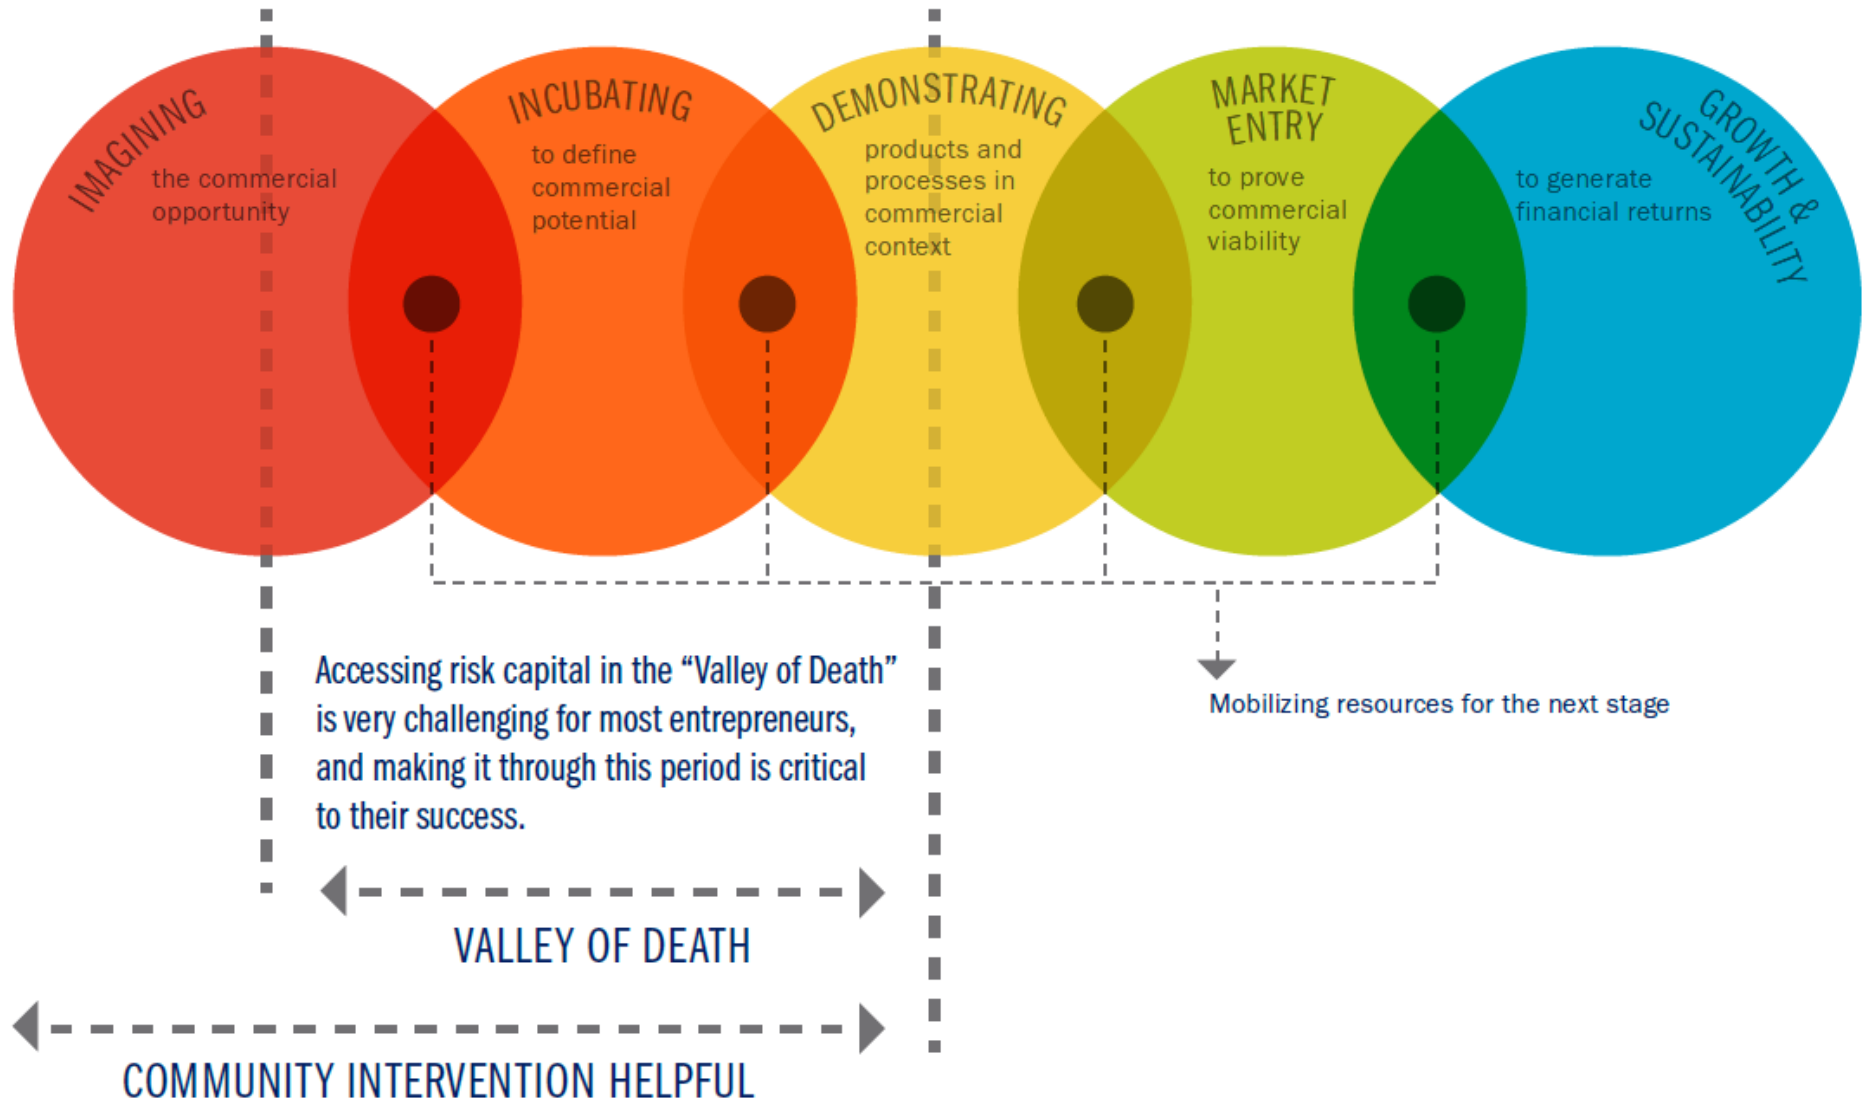 IMAGINING
the commercial
opportunity
INCUBATING
to define
commercial
potential
DEMONSTRATING
products and
processes in
commercial
context
MARKET
ENTRY
to prove
commercial
viability
GROWTH &
SUSTAINABILITY
to generate
financial returns
Accessing risk capital in the “Valley of Death”
is very challenging for most entrepreneurs,
and making it through this period is critical
to their success.
Mobilizing resources for the next stage
VALLEY OF DEATH
COMMUNITY INTERVENTION HELPFUL